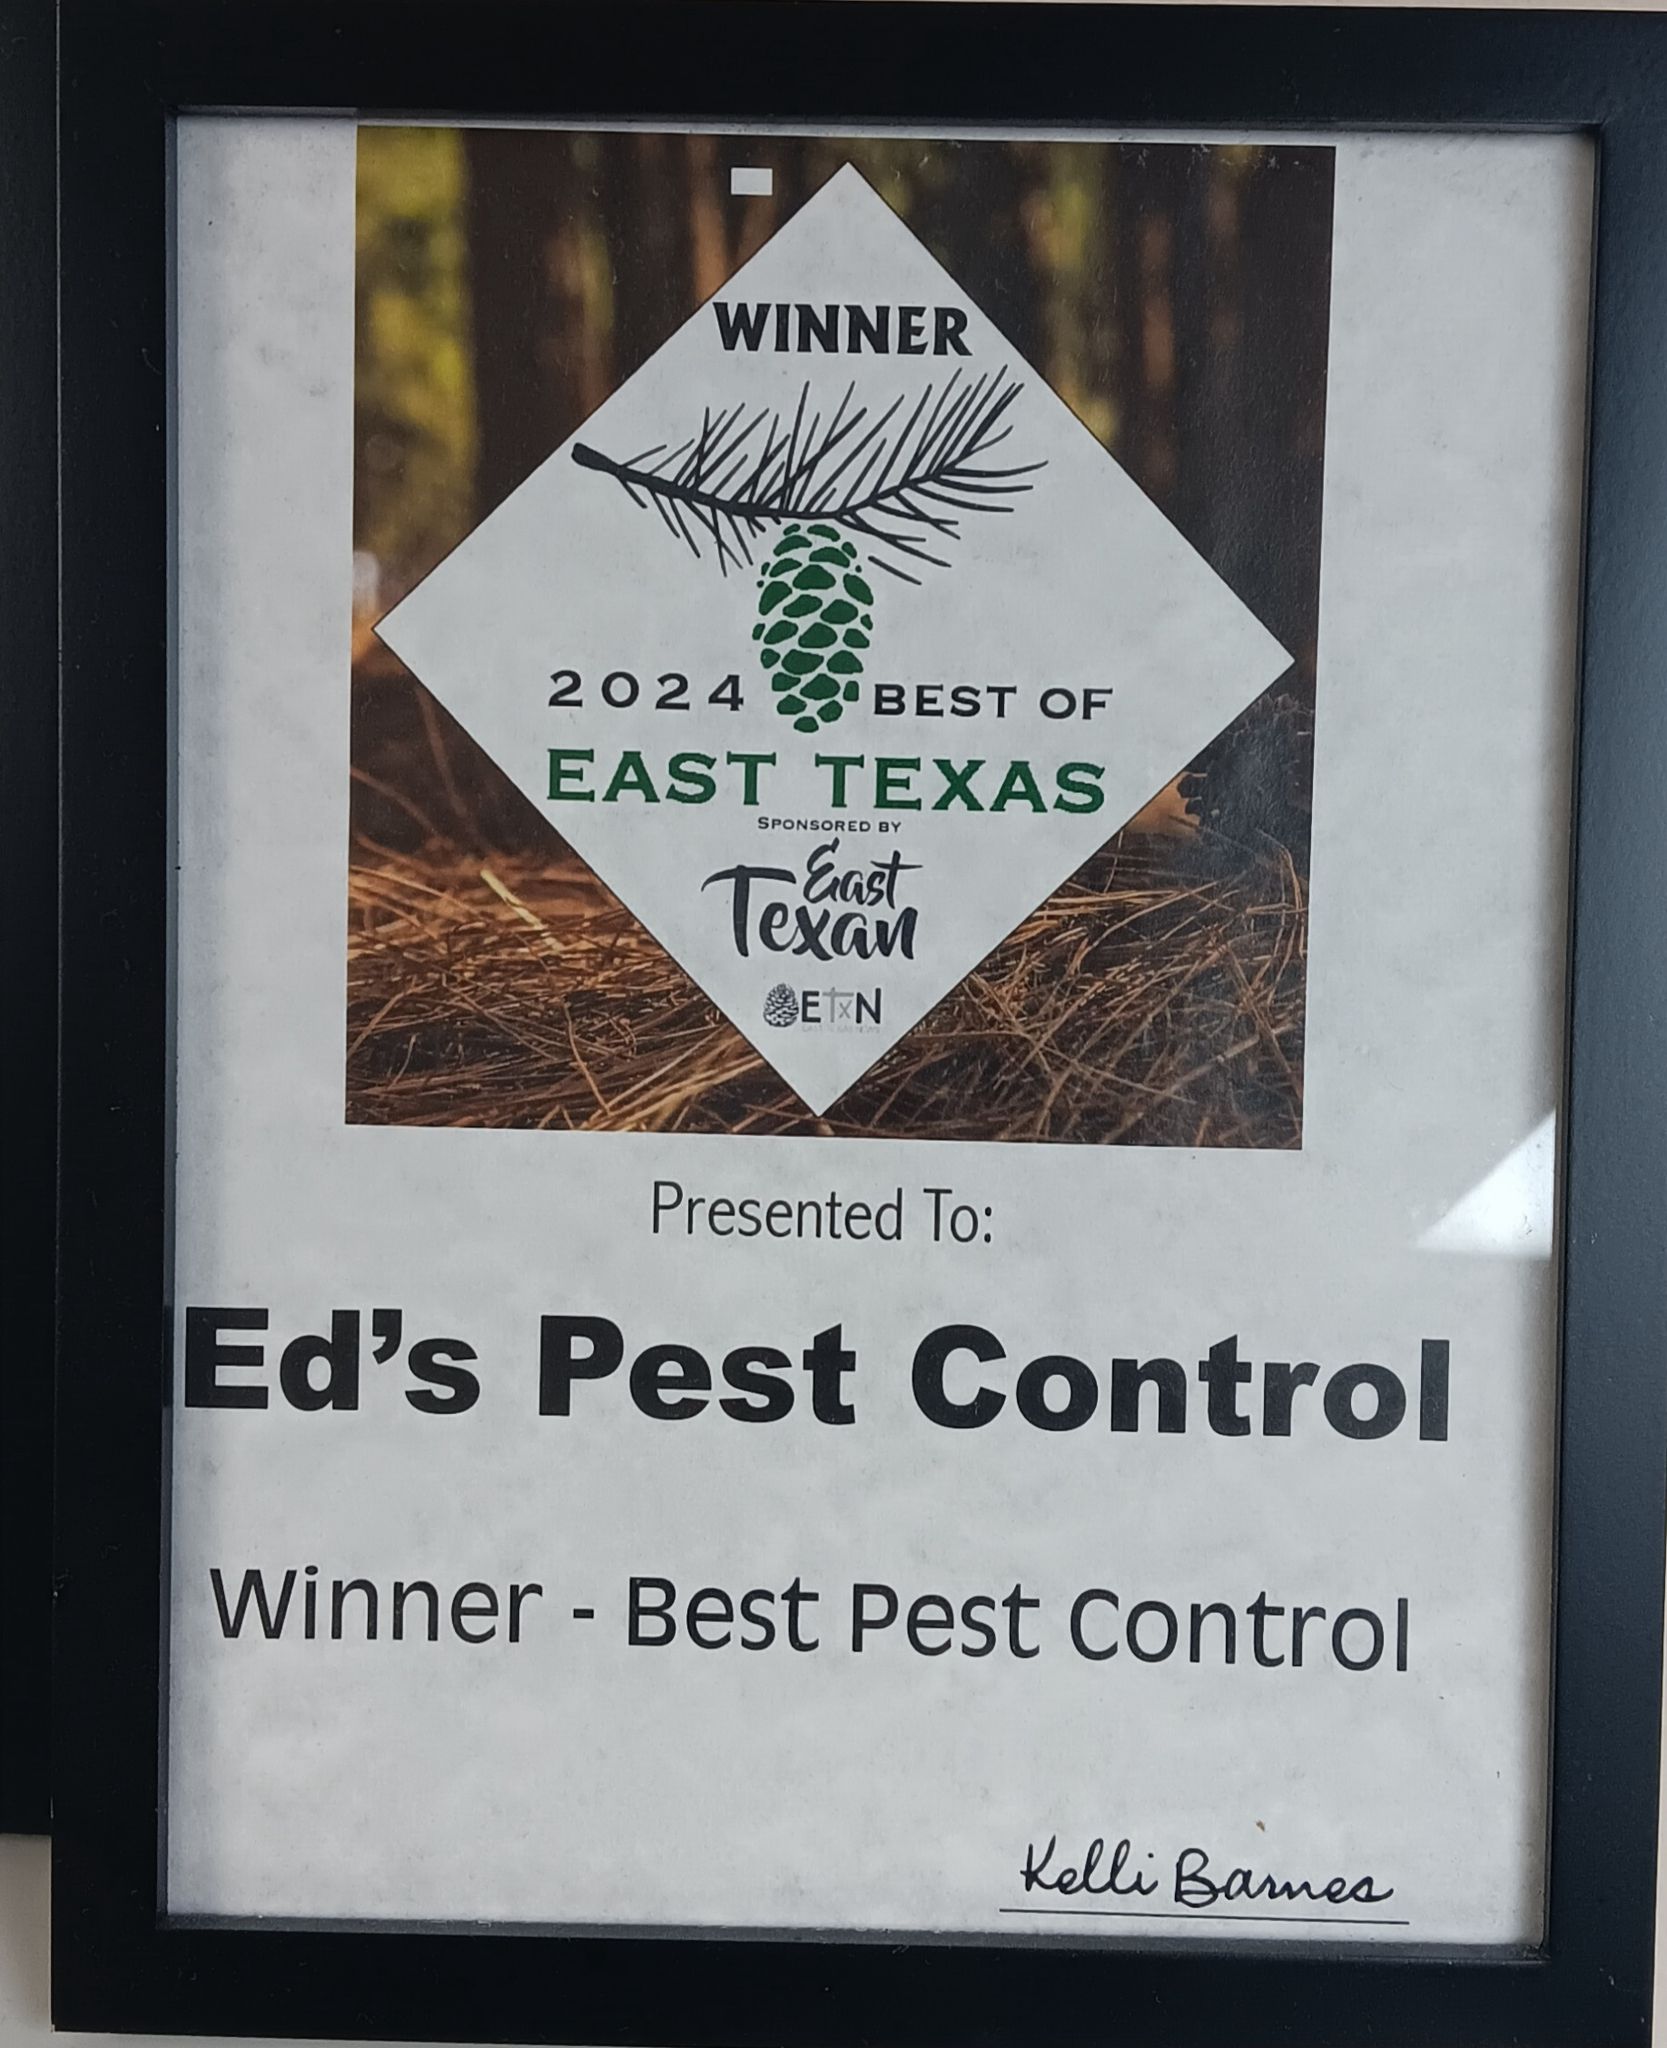 WINNER
2024 BEST OF
EAST TEXAS
SPONSORED BY
East
Texan
ETXN
Presented To:
Ed’s Pest Control
Winner - Best Pest Control
Kelli Barnes